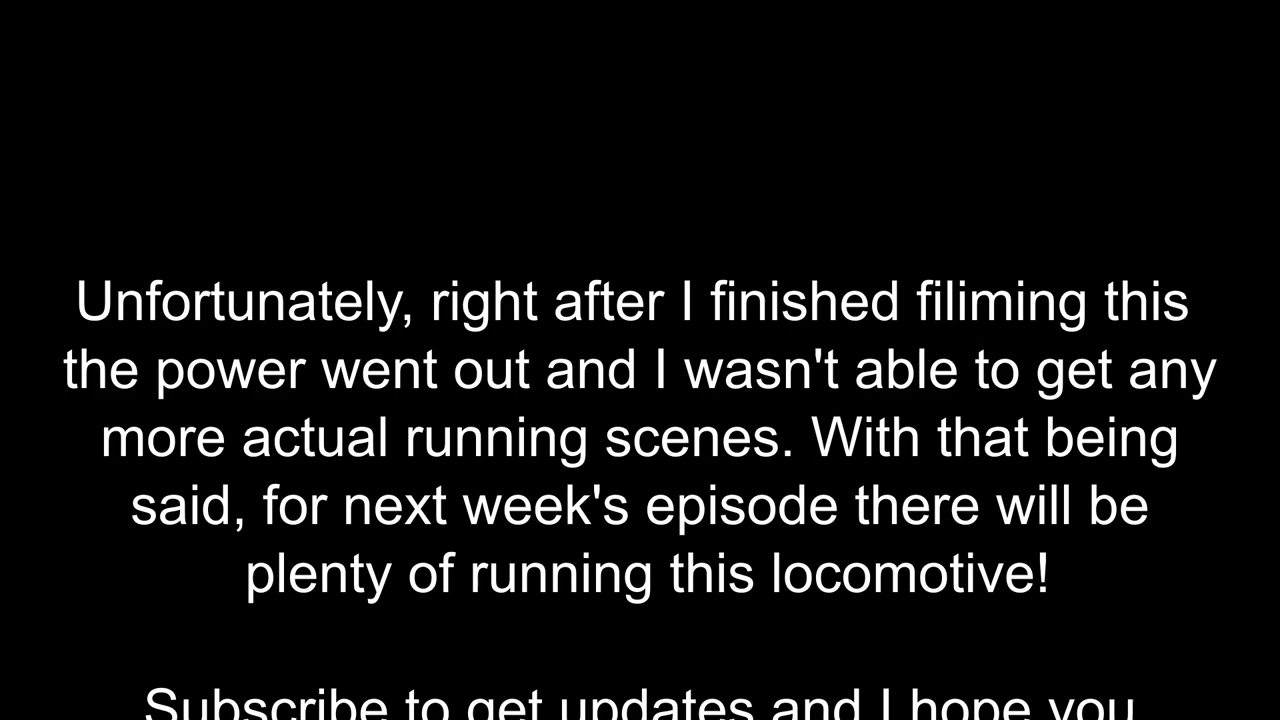 Unfortunately, right after I finished filiming this
the power went out and I wasn't able to get any
more actual running scenes. With that being
said, for next week's episode there will be
plenty of running this locomotive!
Subscribe to get updates and I hope you